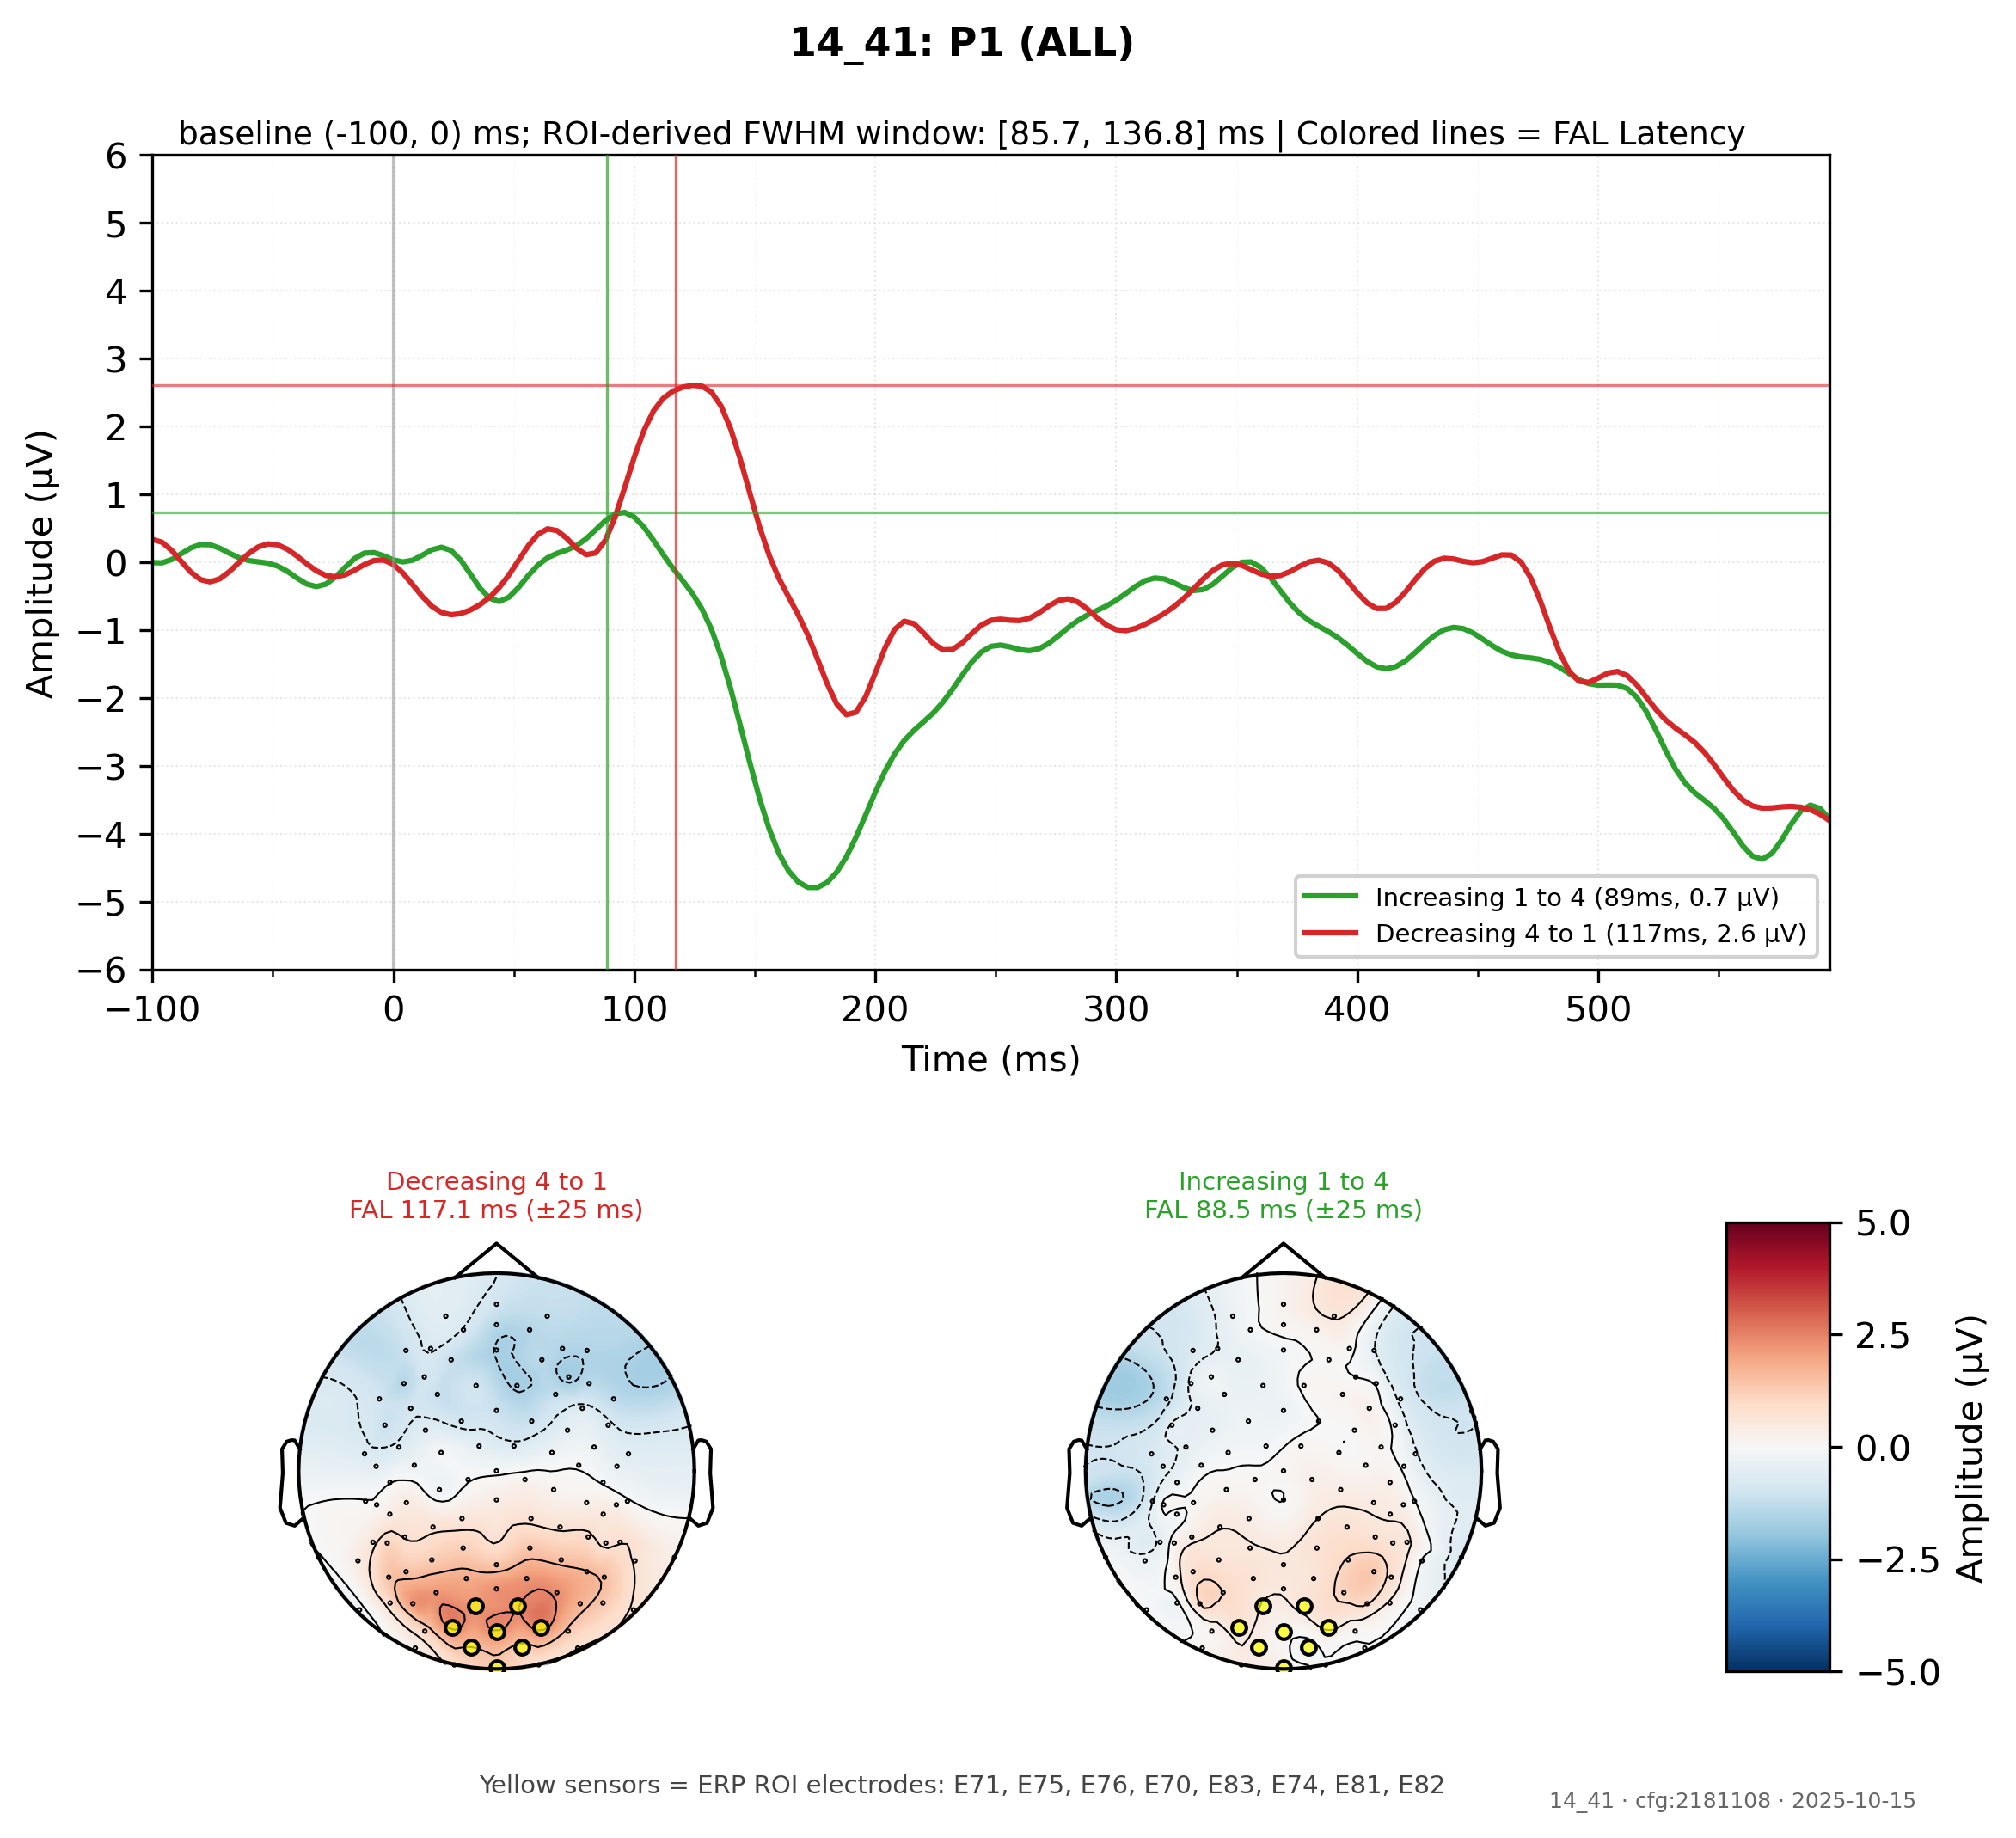 14_41: P1 (ALL)
baseline (-100, 0) ms; ROI-derived FWHM window: [85.7, 136.8] ms | Colored lines = FAL Latency
6
5
4
3
2
1
0
−1
−2
−3
−4
−5
−6
Amplitude (µV)
−100
0
100
200
300
400
500
Time (ms)
Increasing 1 to 4 (89ms, 0.7 µV)
Decreasing 4 to 1 (117ms, 2.6 µV)
Decreasing 4 to 1
FAL 117.1 ms (±25 ms)
Increasing 1 to 4
FAL 88.5 ms (±25 ms)
5.0
2.5
0.0
−2.5
−5.0
Amplitude (µV)
Yellow sensors = ERP ROI electrodes: E71, E75, E76, E70, E83, E74, E81, E82
14_41 · cfg:2181108 · 2025-10-15